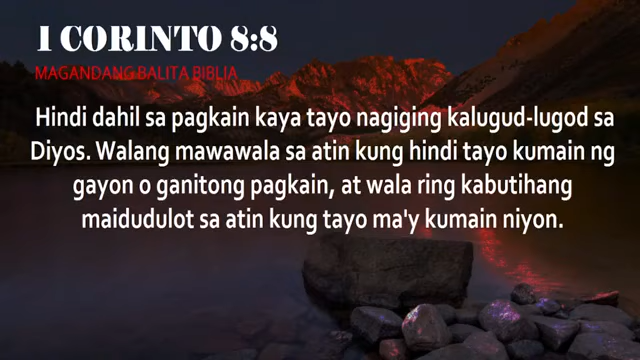 1 CORINTO 8:8
MAGANDANG BALITA BIBLIA
Hindi dahil sa pagkain kaya tayo nagiging kalugud-lugod sa
Diyos. Walang mawawala sa atin kung hindi tayo kumain ng
gayon o ganitong pagkain, at wala ring kabutihang
maidudulot sa atin kung tayo ma'y kumain niyon.